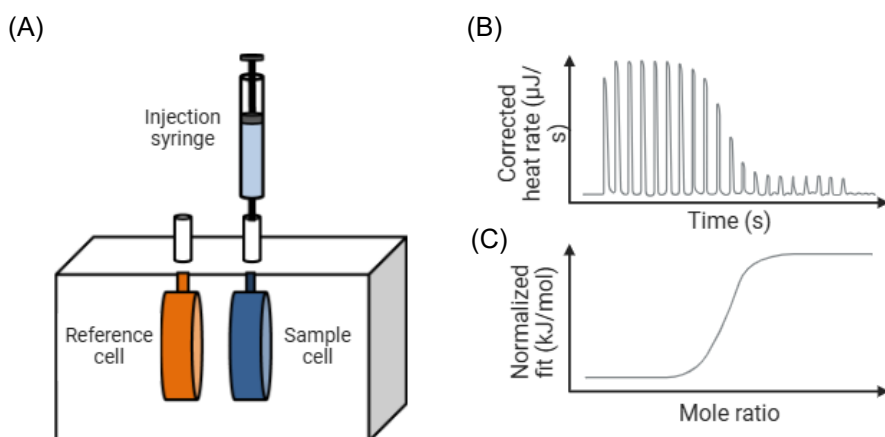 (A)
Injection
syringe
Reference
cell
Sample
cell
(B)
Corrected
heat rate (µJ/
s)
Time (s)
(C)
Normalized
fit (kJ/mol)
Mole ratio